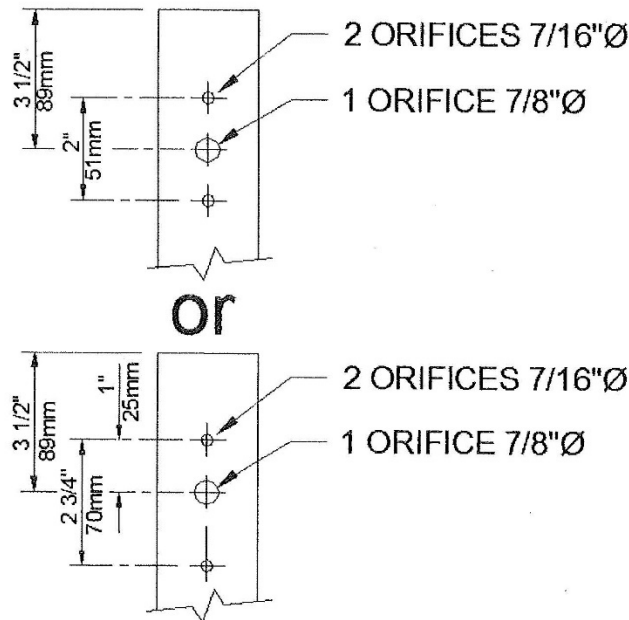 2 ORIFICES 7/16"Ø
3 1/2"
89mm
1 ORIFICE 7/8"Ø
2"
51mm
or
2 ORIFICES 7/16"Ø
1"
25mm
3 1/2"
89mm
1 ORIFICE 7/8"Ø
2 3/4"
70mm